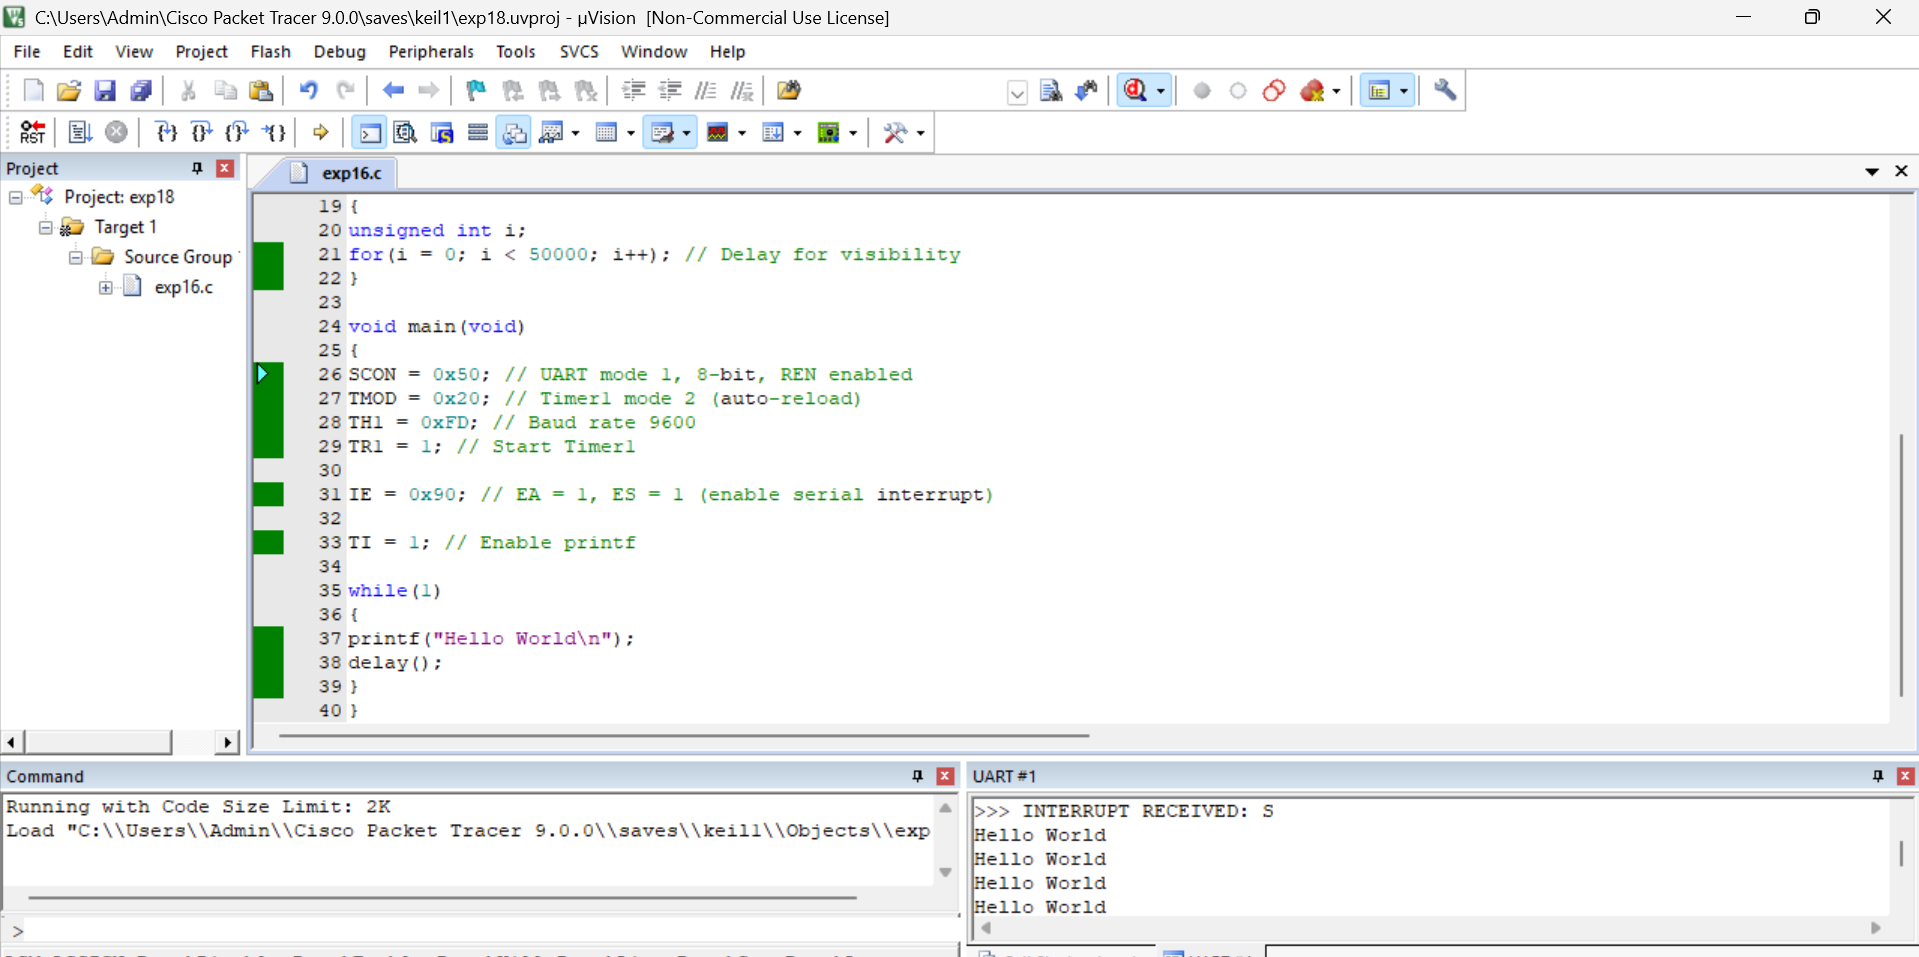 C:\Users\Admin\Cisco Packet Tracer 9.0.0\saves\keil1\exp18.uvproj - µVision  [Non-Commercial Use License]
File Edit View Project Flash Debug Peripherals Tools SVCS Window Help
RST
Project
exp16.c
Project: exp18
Target 1
Source Group
exp16.c
19 {
20 unsigned int i;
21 for(i = 0; i < 50000; i++); // Delay for visibility
22 }
23
24 void main(void)
25 {
26 SCON = 0x50; // UART mode 1, 8-bit, REN enabled
27 TMOD = 0x20; // Timer1 mode 2 (auto-reload)
28 TH1 = 0xFD; // Baud rate 9600
29 TR1 = 1; // Start Timer1
30
31 IE = 0x90; // EA = 1, ES = 1 (enable serial interrupt)
32
33 TI = 1; // Enable printf
34
35 while(1)
36 {
37 printf("Hello World\n");
38 delay();
39 }
40 }
Command
Running with Code Size Limit: 2K
Load "C:\\Users\\Admin\\Cisco Packet Tracer 9.0.0\\saves\\keil1\\Objects\\exp
>
UART #1
>>> INTERRUPT RECEIVED: S
Hello World
Hello World
Hello World
Hello World